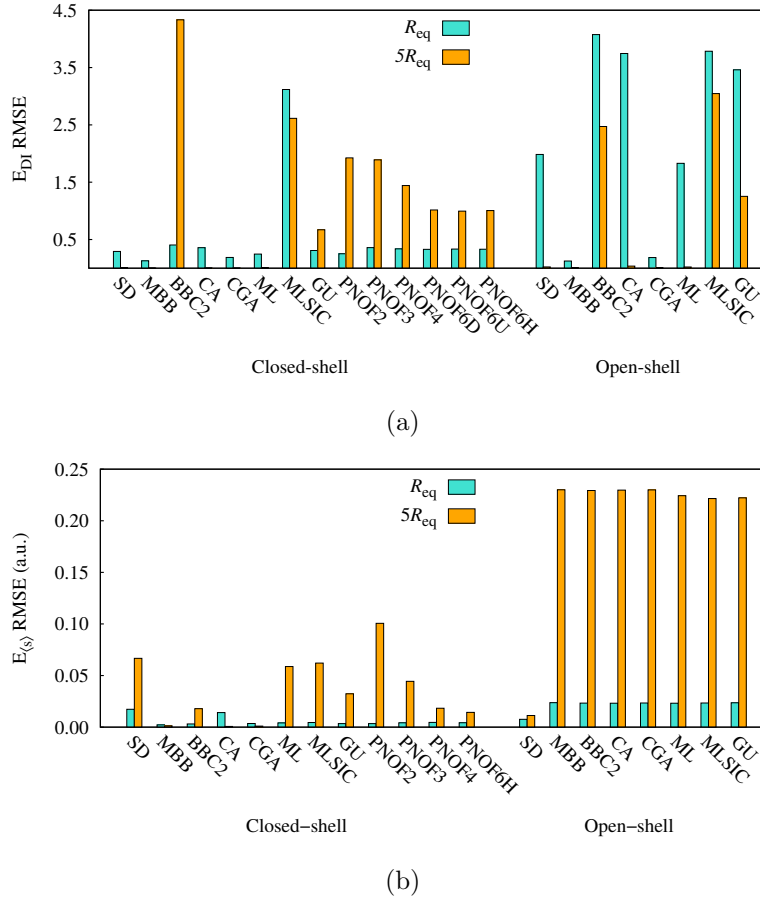 4.5
R_eq
5R_eq
3.5
2.5
1.5
0.5
E_DI RMSE
SD MBB BBC2 CA CGA ML MLSIC GU PNOF2 PNOF3 PNOF4 PNOF6D PNOF6U PNOF6H SD MBB BBC2 CA CGA ML MLSIC GU
Closed-shell Open-shell
(a)
0.25
R_eq
5R_eq
0.20
0.15
0.10
0.05
0.00
E_⟨s⟩ RMSE (a.u.)
SD MBB BBC2 CA CGA ML MLSIC GU PNOF2 PNOF3 PNOF4 PNOF6H SD MBB BBC2 CA CGA ML MLSIC GU
Closed−shell Open−shell
(b)